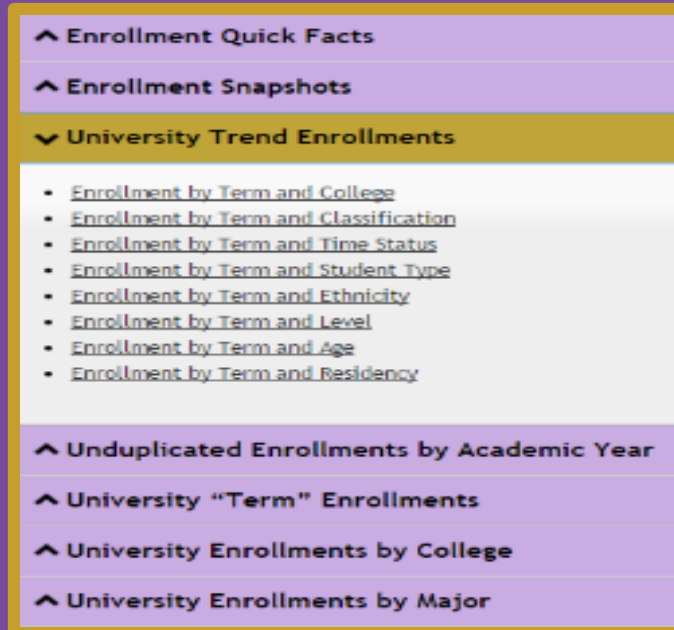 Enrollment Quick Facts
Enrollment Snapshots
University Trend Enrollments
• Enrollment by Term and College
• Enrollment by Term and Classification
• Enrollment by Term and Time Status
• Enrollment by Term and Student Type
• Enrollment by Term and Ethnicity
• Enrollment by Term and Level
• Enrollment by Term and Age
• Enrollment by Term and Residency
Unduplicated Enrollments by Academic Year
University “Term” Enrollments
University Enrollments by College
University Enrollments by Major